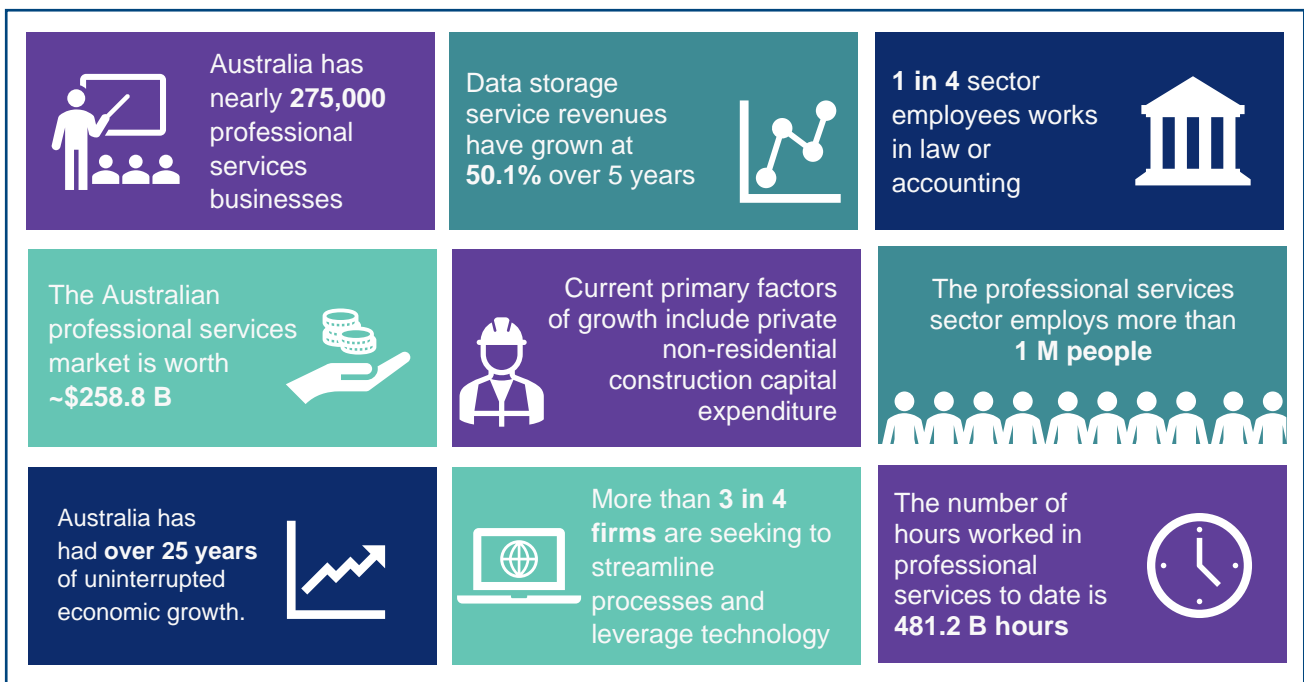 Australia has
nearly 275,000
professional
services
businesses
Data storage
service revenues
have grown at
50.1% over 5 years
1 in 4 sector
employees works
in law or
accounting
The Australian
professional services
market is worth
~$258.8 B
Current primary factors
of growth include private
non-residential
construction capital
expenditure
The professional services
sector employs more than
1 M people
Australia has
had over 25 years
of uninterrupted
economic growth.
More than 3 in 4
firms are seeking to
streamline
processes and
leverage technology
The number of
hours worked in
professional
services to date is
481.2 B hours